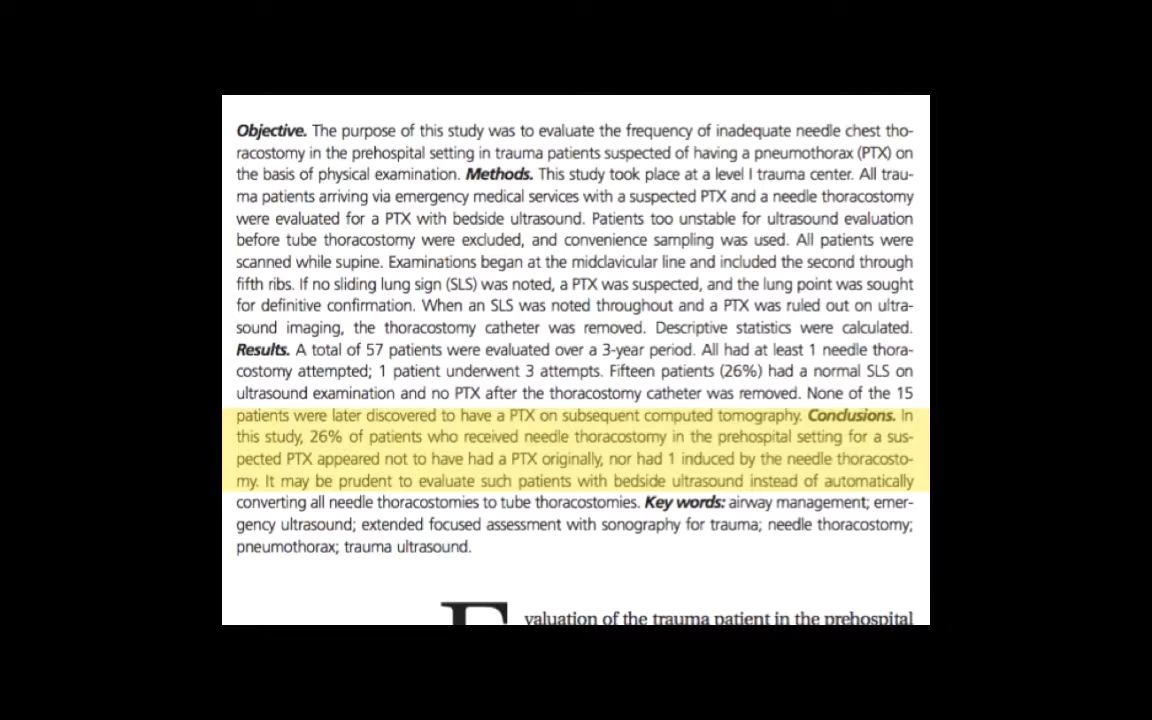 Objective. The purpose of this study was to evaluate the frequency of inadequate needle chest tho-
racostomy in the prehospital setting in trauma patients suspected of having a pneumothorax (PTX) on
the basis of physical examination. Methods. This study took place at a level I trauma center. All trau-
ma patients arriving via emergency medical services with a suspected PTX and a needle thoracostomy
were evaluated for a PTX with bedside ultrasound. Patients too unstable for ultrasound evaluation
before tube thoracostomy were excluded, and convenience sampling was used. All patients were
scanned while supine. Examinations began at the midclavicular line and included the second through
fifth ribs. If no sliding lung sign (SLS) was noted, a PTX was suspected, and the lung point was sought
for definitive confirmation. When an SLS was noted throughout and a PTX was ruled out on ultra-
sound imaging, the thoracostomy catheter was removed. Descriptive statistics were calculated.
Results. A total of 57 patients were evaluated over a 3-year period. All had at least 1 needle thora-
costomy attempted; 1 patient underwent 3 attempts. Fifteen patients (26%) had a normal SLS on
ultrasound examination and no PTX after the thoracostomy catheter was removed. None of the 15
patients were later discovered to have a PTX on subsequent computed tomography. Conclusions. In
this study, 26% of patients who received needle thoracostomy in the prehospital setting for a sus-
pected PTX appeared not to have had a PTX originally, nor had 1 induced by the needle thoracosto-
my. It may be prudent to evaluate such patients with bedside ultrasound instead of automatically
converting all needle thoracostomies to tube thoracostomies. Key words: airway management; emer-
gency ultrasound; extended focused assessment with sonography for trauma; needle thoracostomy;
pneumothorax; trauma ultrasound.
Evaluation of the trauma patient in the prehospital